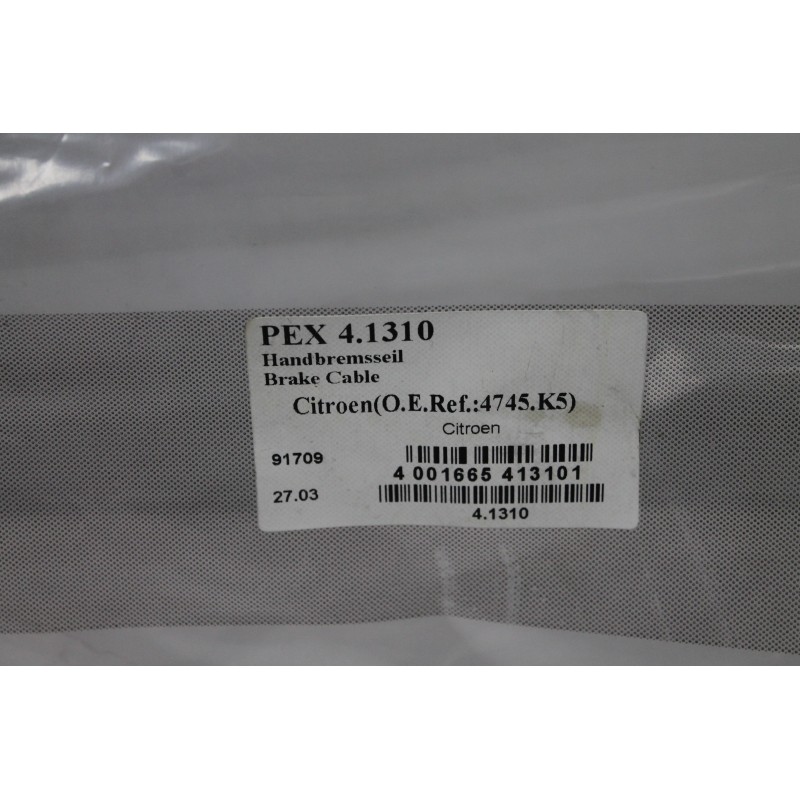 PEX 4.1310
Handbremsseil
Brake Cable
Citroen(O.E.Ref.:4745.K5)
Citroen
91709
4 001665 413101
27.03
4.1310